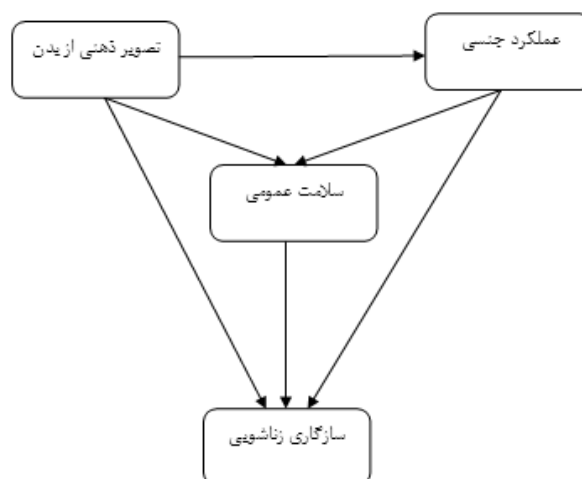 عملکرد جنسی
تصویر ذهنی از بدن
سلامت عمومی
سازگاری زناشویی